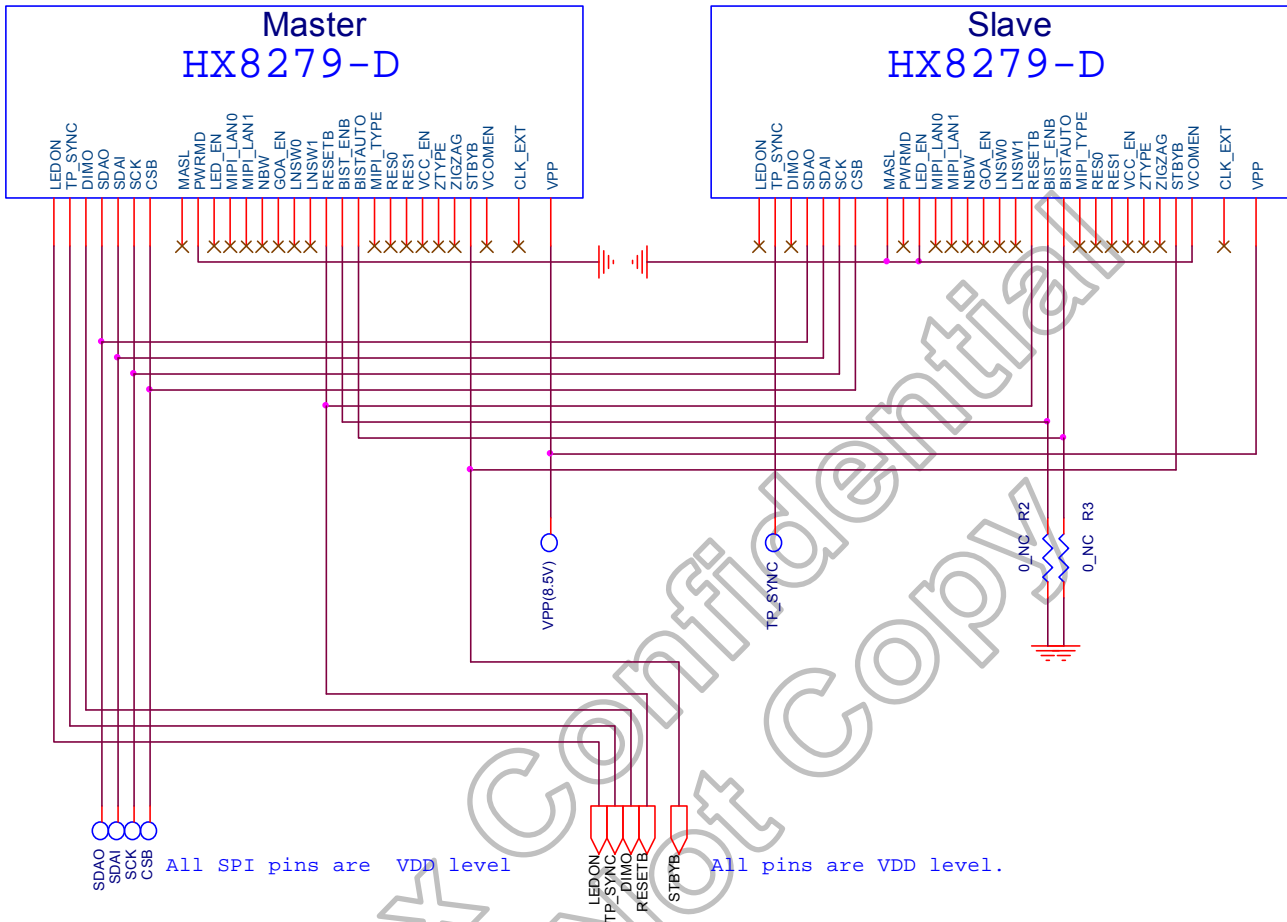 Master
HX8279-D
LEDON
TP_SYNC
DIMO
SDAO
SDAI
SCK
CSB
MASL
PWRMD
LED_EN
MIPI_LAN0
MIPI_LAN1
NBW
GOA_EN
LNSW0
LNSW1
RESETB
BIST_ENB
BISTAUTO
MIPI_TYPE
RES0
RES1
VCC_EN
ZTYPE
ZIGZAG
STBYB
VCOMEN
CLK_EXT
VPP
Slave
HX8279-D
LEDON
TP_SYNC
DIMO
SDAO
SDAI
SCK
CSB
MASL
PWRMD
LED_EN
MIPI_LAN0
MIPI_LAN1
NBW
GOA_EN
LNSW0
LNSW1
RESETB
BIST_ENB
BISTAUTO
MIPI_TYPE
RES0
RES1
VCC_EN
ZTYPE
ZIGZAG
STBYB
VCOMEN
CLK_EXT
VPP
VPP(8.5V)
TP_SYNC
0_NC R2
0_NC R3
SDAO
SDAI
SCK
CSB
All SPI pins are VDD level
LEDON
TP_SYNC
DIMO
RESETB
STBYB
All pins are VDD level.
x Confidential
Not Copy